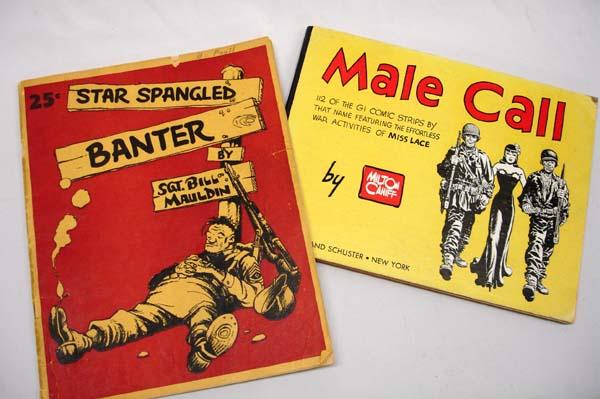 25¢
STAR SPANGLED
BANTER
BY
SGT. BILL
MAULDIN
Male Call
112 OF THE GI COMIC STRIPS BY
THAT NAME FEATURING THE EFFORTLESS
WAR ACTIVITIES OF MISS LACE
by
MILTON
CANIFF
AND SCHUSTER • NEW YORK